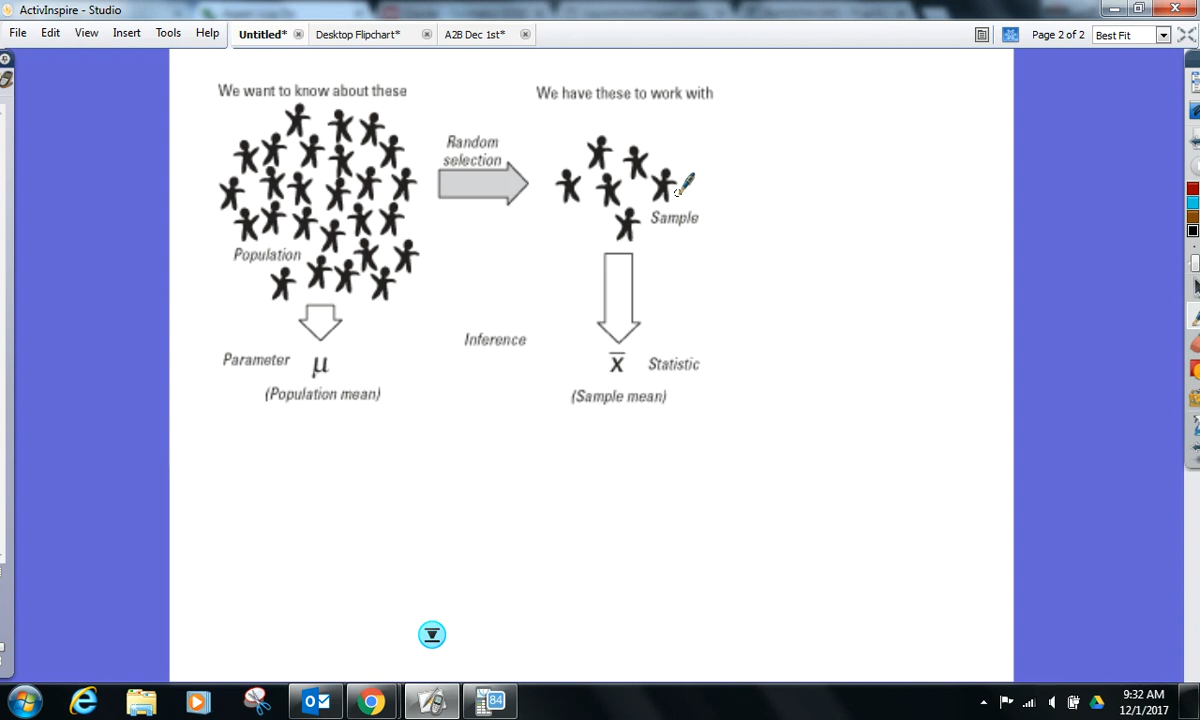 ActivInspire - Studio
File Edit View Insert Tools Help
Untitled* Desktop Flipchart* A2B Dec 1st*
Page 2 of 2 Best Fit
We want to know about these
We have these to work with
Random
selection
Sample
Population
Inference
Parameter μ
x̄ Statistic
(Population mean)
(Sample mean)
84
9:32 AM
12/1/2017